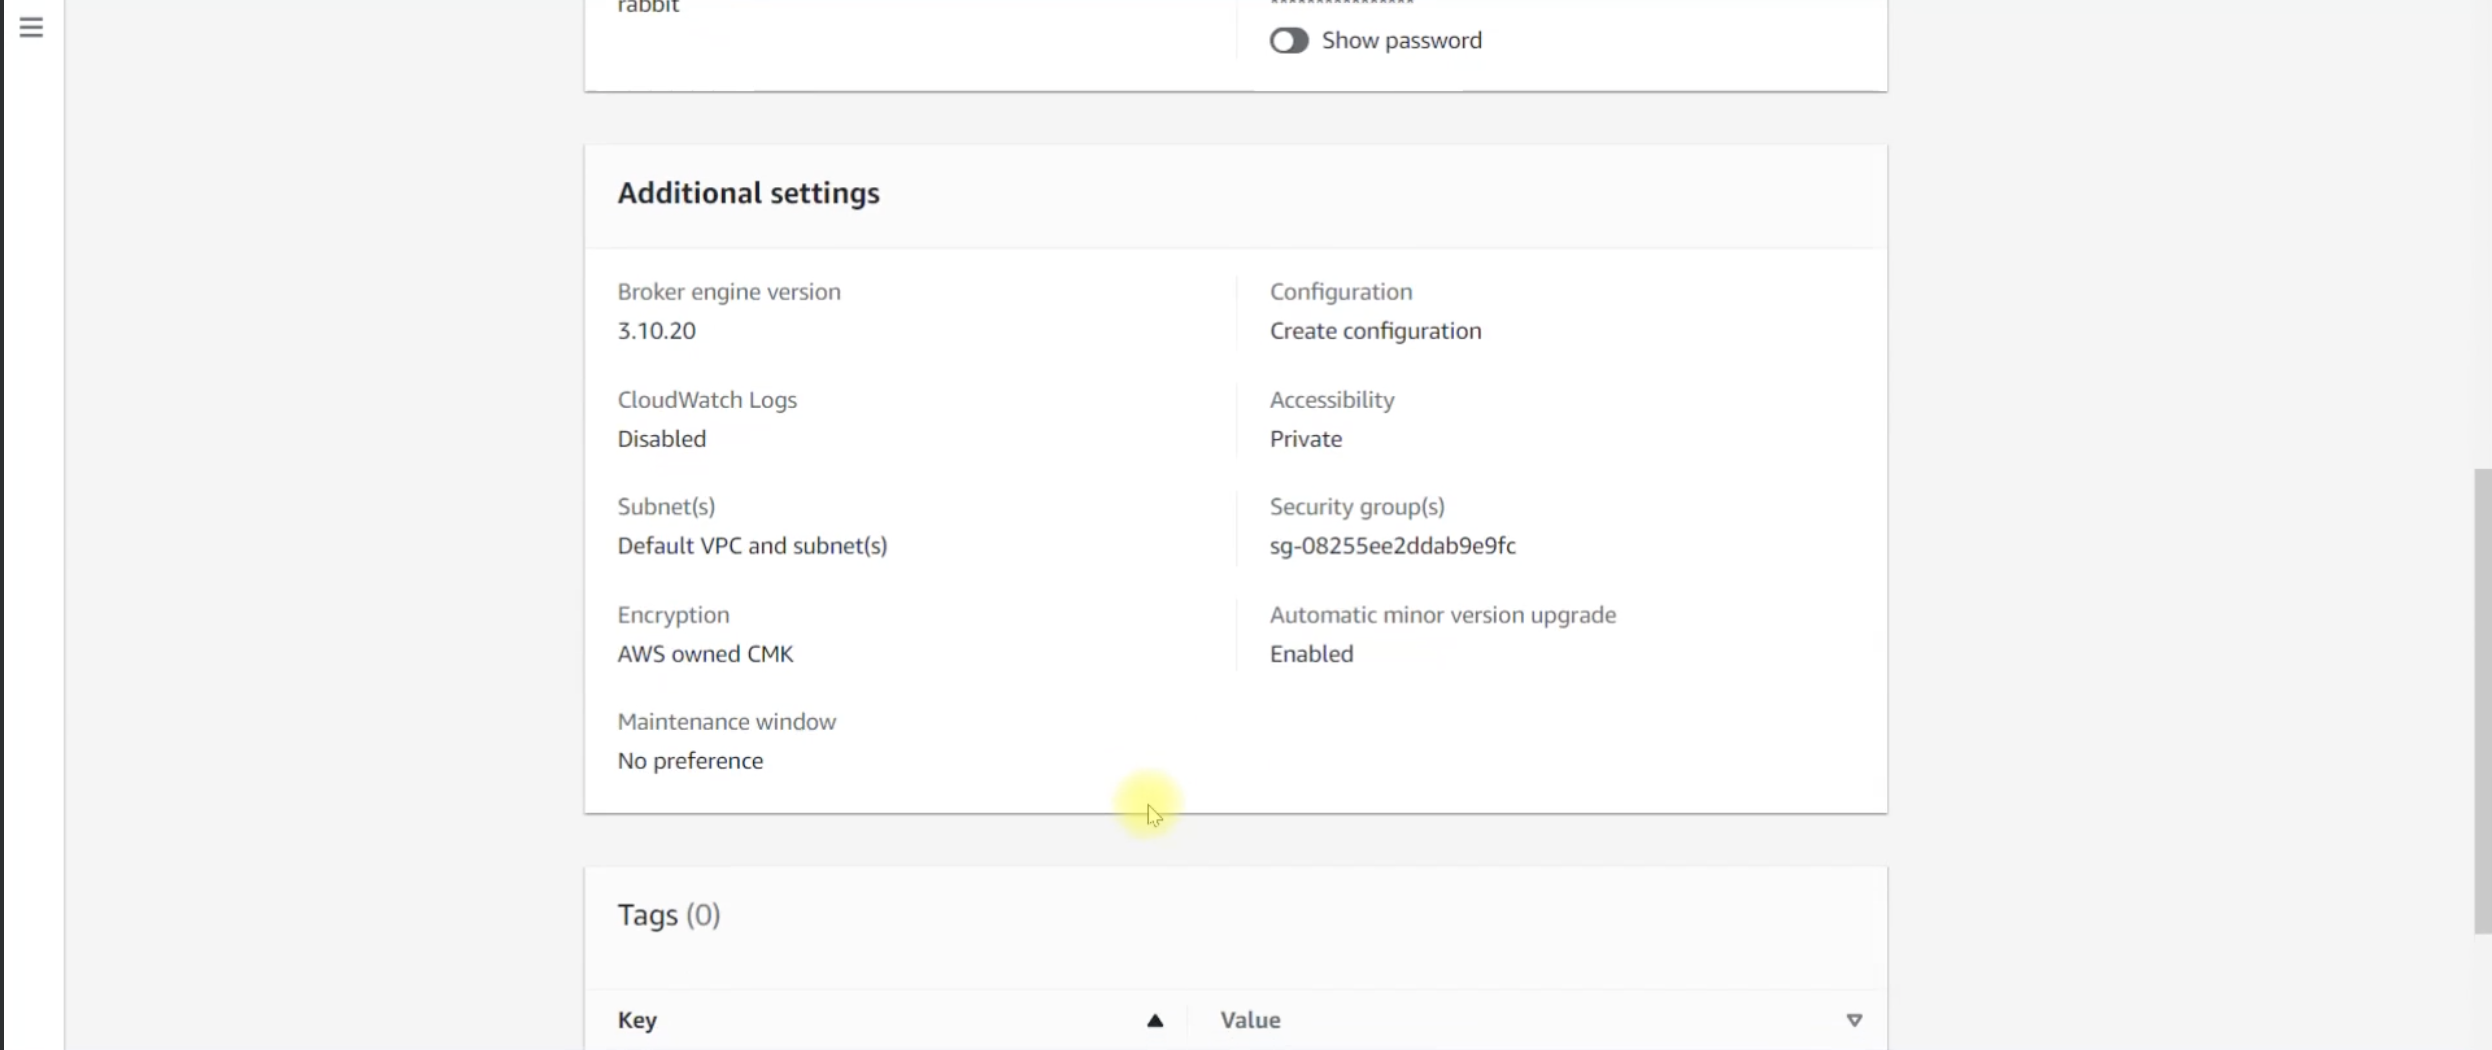 rabbit
Show password
Additional settings
Broker engine version
3.10.20
Configuration
Create configuration
CloudWatch Logs
Disabled
Accessibility
Private
Subnet(s)
Default VPC and subnet(s)
Security group(s)
sg-08255ee2ddab9e9fc
Encryption
AWS owned CMK
Automatic minor version upgrade
Enabled
Maintenance window
No preference
Tags (0)
Key
Value